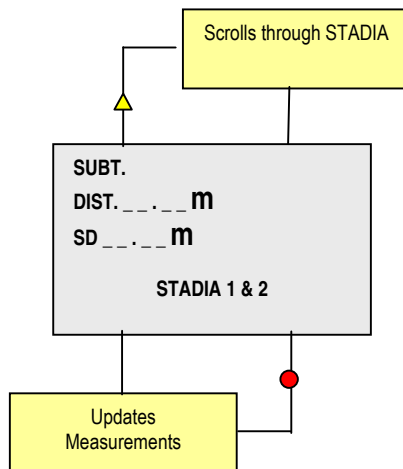 Scrolls through STADIA
SUBT.
DIST. _ _ . _ _ m
SD _ _ . _ _ m
STADIA 1 & 2
Updates
Measurements